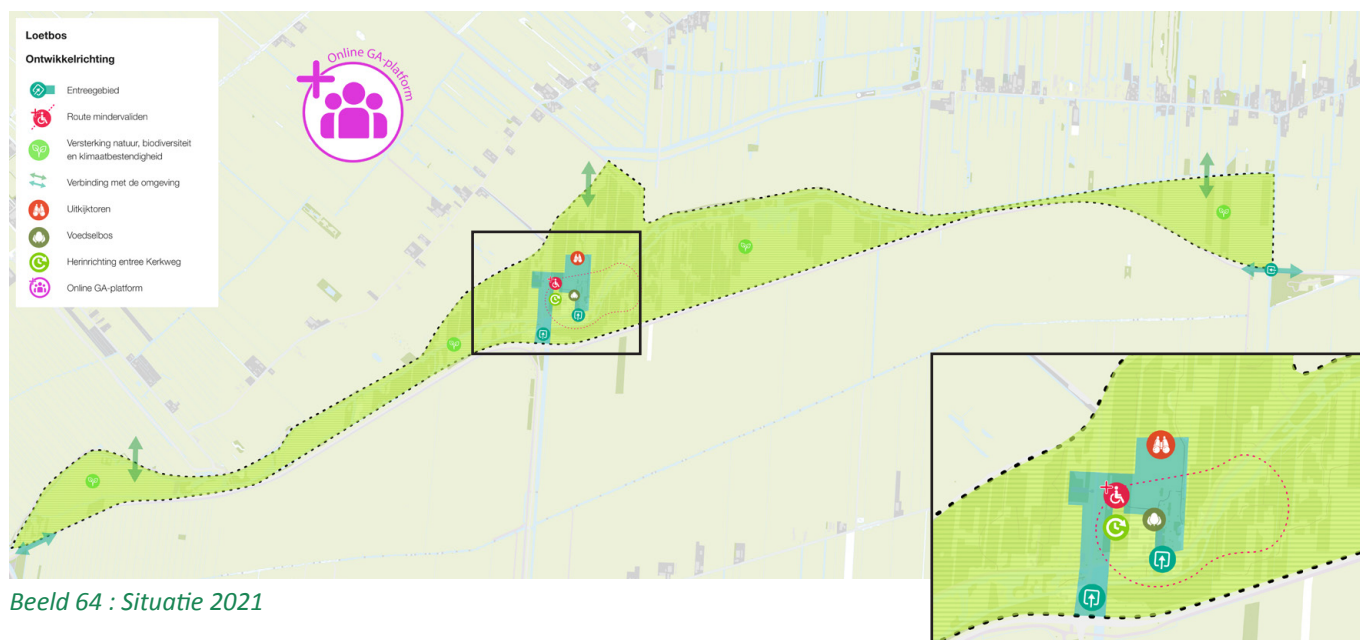 Loetbos
Ontwikkelrichting
Entreegebied
Route mindervaliden
Versterking natuur, biodiversiteit
en klimaatbestendigheid
Verbinding met de omgeving
Uitkijktoren
Voedselbos
Herinrichting entree Kerkweg
Online GA-platform
Online GA-platform
Beeld 64 : Situatie 2021